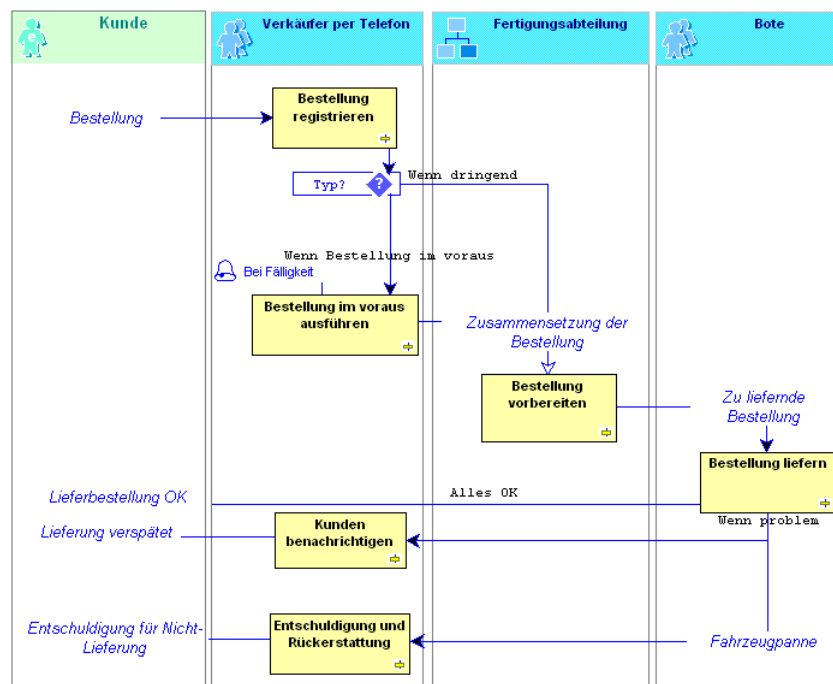 Kunde
Verkäufer per Telefon
Fertigungsabteilung
Bote
Bestellung
registrieren
Bestellung
Wenn dringend
Typ?
?
Wenn Bestellung im voraus
Bei Fälligkeit
Bestellung im voraus
ausführen
Zusammensetzung der
Bestellung
Bestellung
vorbereiten
Zu liefernde
Bestellung
Bestellung liefern
Lieferbestellung OK
Alles OK
Wenn problem
Lieferung verspätet
Kunden
benachrichtigen
Entschuldigung für Nicht-
Lieferung
Entschuldigung und
Rückerstattung
Fahrzeugpanne